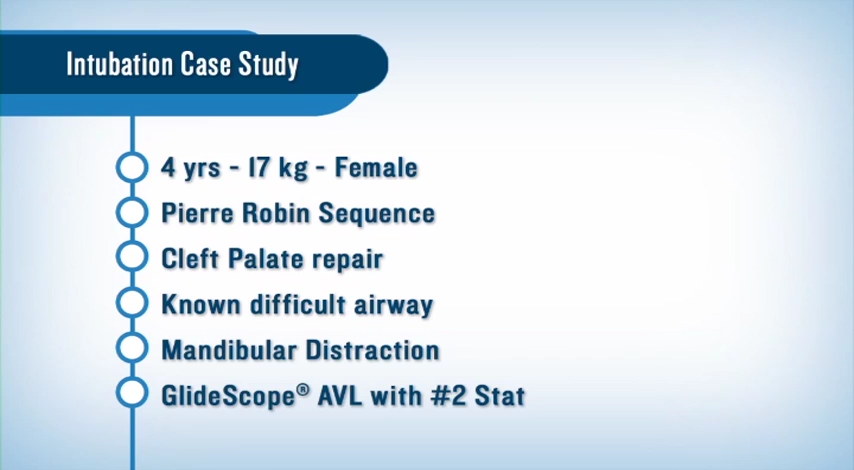 Intubation Case Study
4 yrs - 17 kg - Female
Pierre Robin Sequence
Cleft Palate repair
Known difficult airway
Mandibular Distraction
GlideScope® AVL with #2 Stat